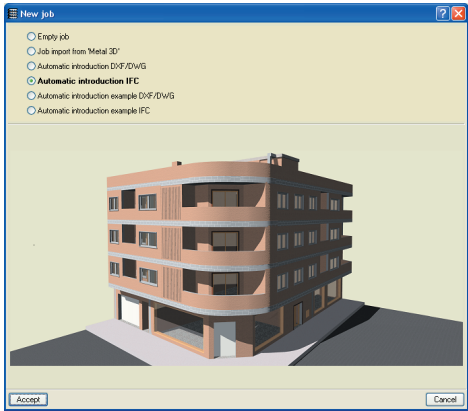 New job
Empty job
Job import from 'Metal 3D'
Automatic introduction DXF/DWG
Automatic introduction IFC
Automatic introduction example DXF/DWG
Automatic introduction example IFC
Accept
Cancel